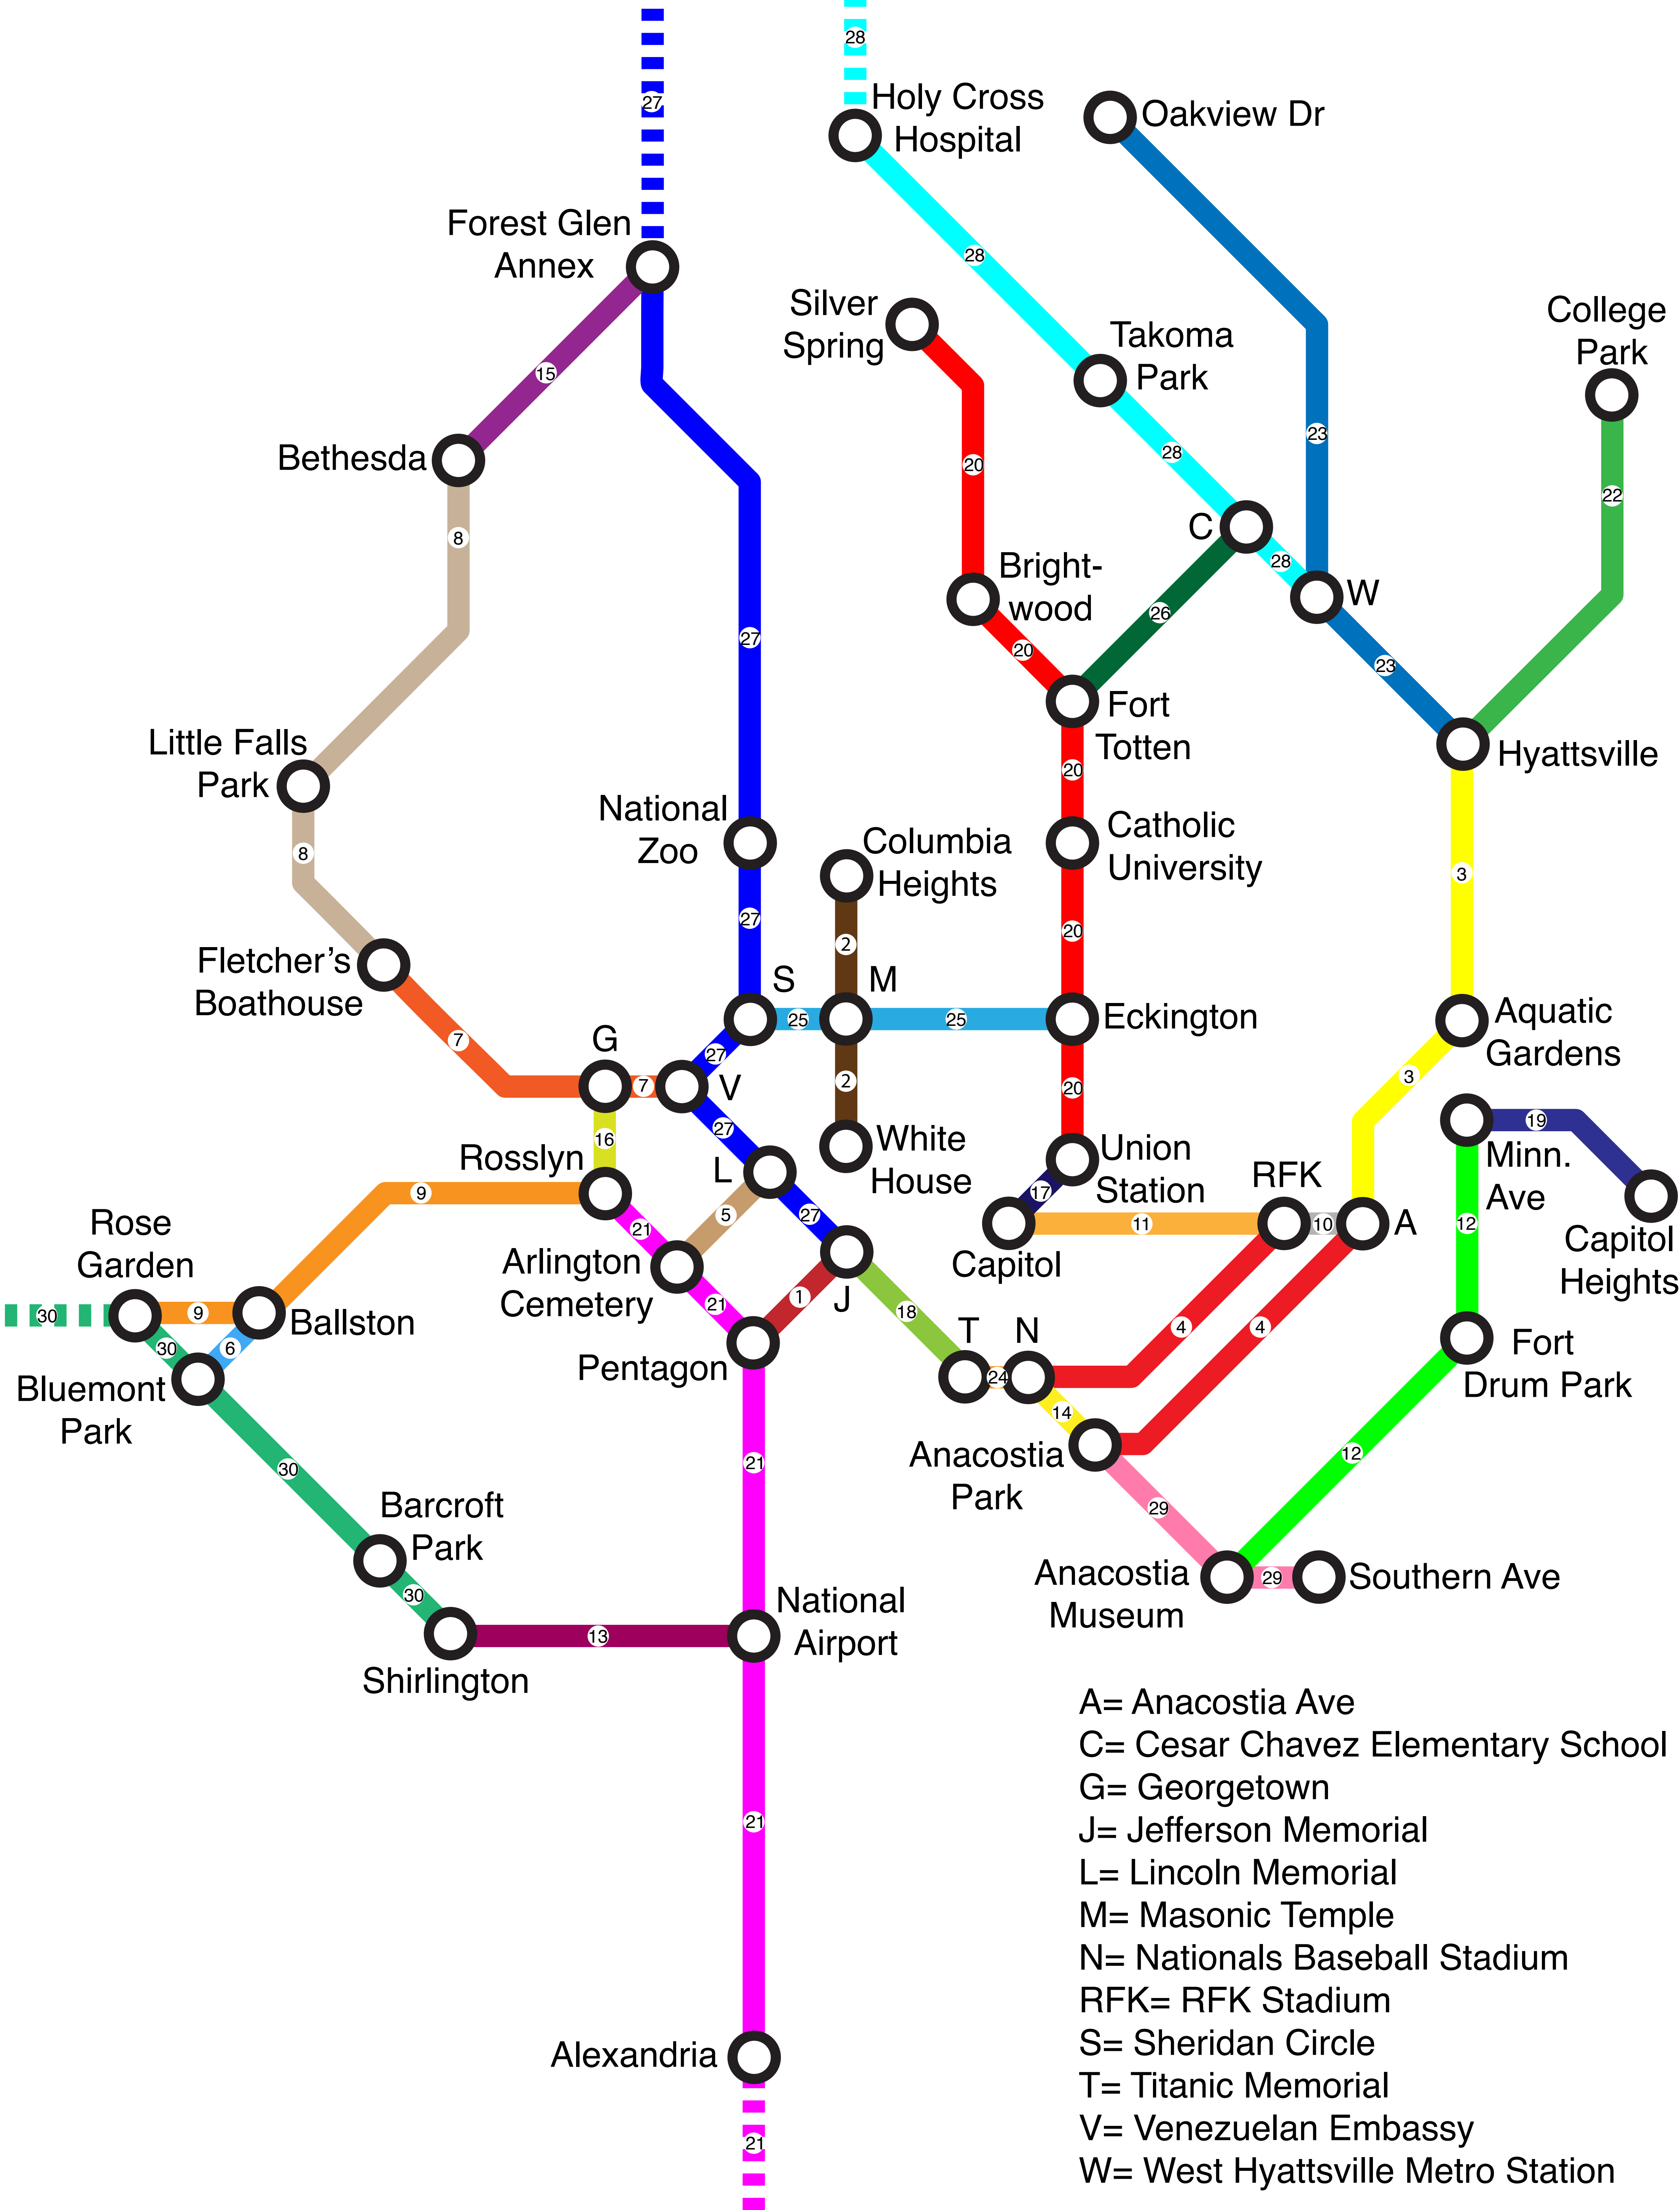 28
27
Holy Cross
Hospital
Oakview Dr
Forest Glen
Annex
28
Silver
Spring
College
Park
Takoma
Park
15
23
Bethesda
28
20
22
8
C
28
Bright-
wood
W
26
27
20
23
Fort
Totten
Little Falls
Park
Hyattsville
20
National
Zoo
Columbia
Heights
Catholic
University
8
3
27
2
20
Fletcher’s
Boathouse
S
M
25
25
Eckington
Aquatic
Gardens
7
G
27
3
7
V
2
20
27
16
White
House
Union
Station
19
Minn.
Ave
Rosslyn
L
RFK
9
17
5
27
21
11
10
A
12
Rose
Garden
Arlington
Cemetery
Capitol
Capitol
Heights
30
9
Ballston
21
1
J
18
4
4
30
6
T
N
Fort
Drum Park
Bluemont
Park
Pentagon
24
14
Anacostia
Park
12
30
21
Barcroft
Park
29
30
Anacostia
Museum
29
Southern Ave
National
Airport
13
Shirlington
21
Alexandria
21
A= Anacostia Ave
C= Cesar Chavez Elementary School
G= Georgetown
J= Jefferson Memorial
L= Lincoln Memorial
M= Masonic Temple
N= Nationals Baseball Stadium
RFK= RFK Stadium
S= Sheridan Circle
T= Titanic Memorial
V= Venezuelan Embassy
W= West Hyattsville Metro Station